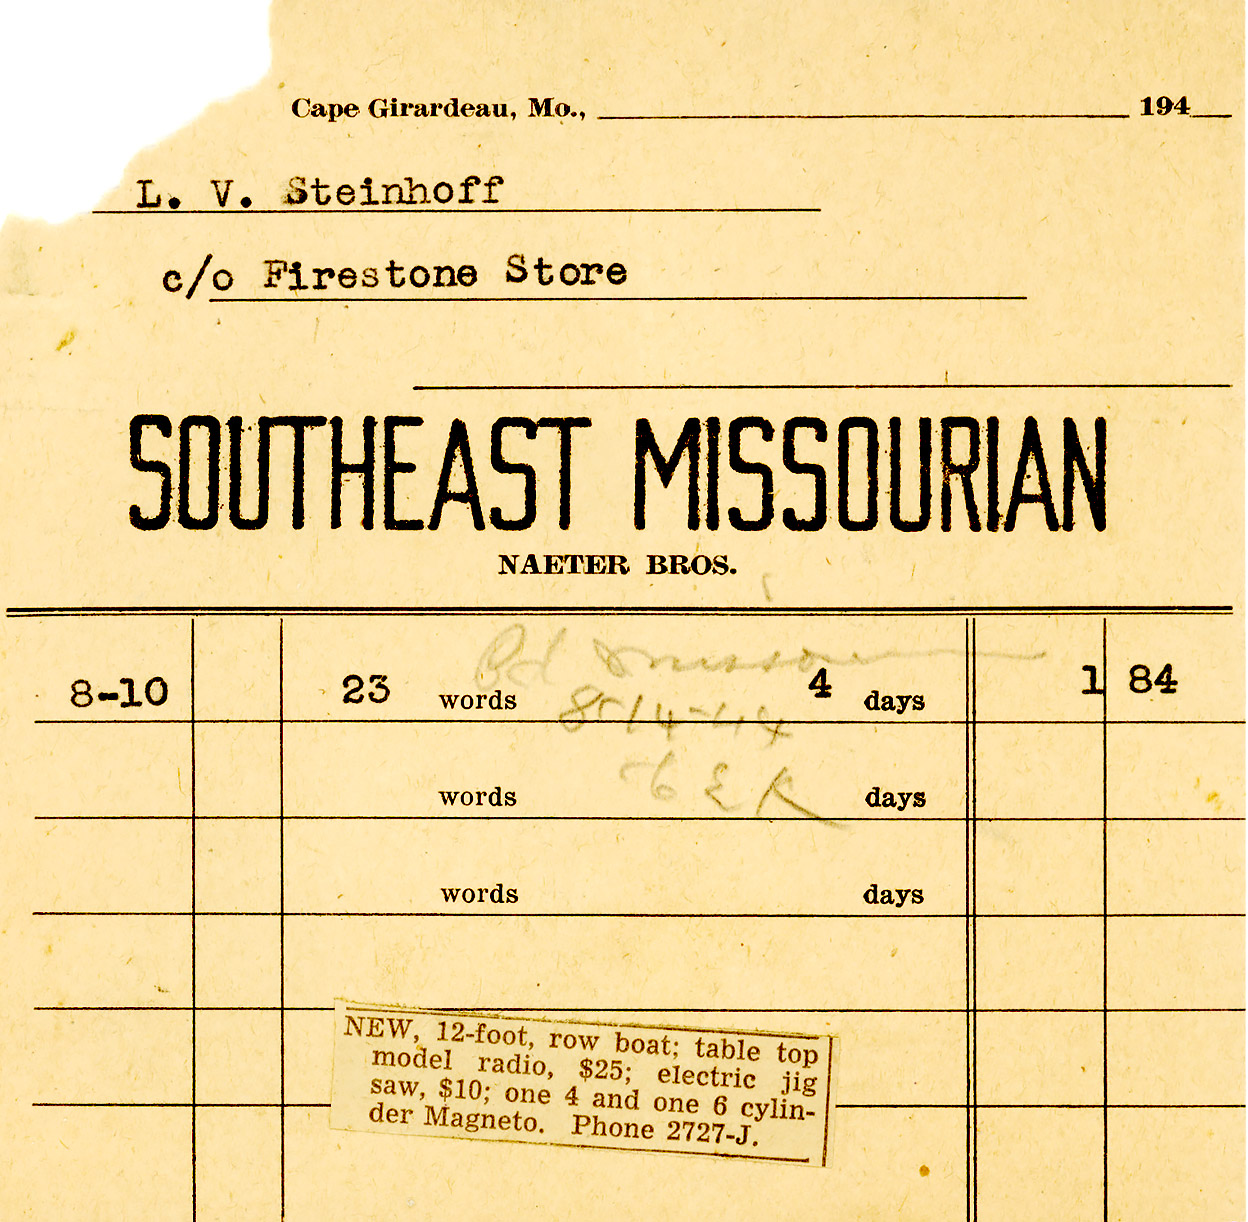 Cape Girardeau, Mo., 194
L. V. Steinhoff
c/o Firestone Store
SOUTHEAST MISSOURIAN
NAETER BROS.
Pd Missourian
8-10 23 words 4 days 1 84
8-14-44
words days
words days
NEW, 12-foot, row boat; table top
model radio, $25; electric jig
saw, $10; one 4 and one 6 cylin-
der Magneto. Phone 2727-J.